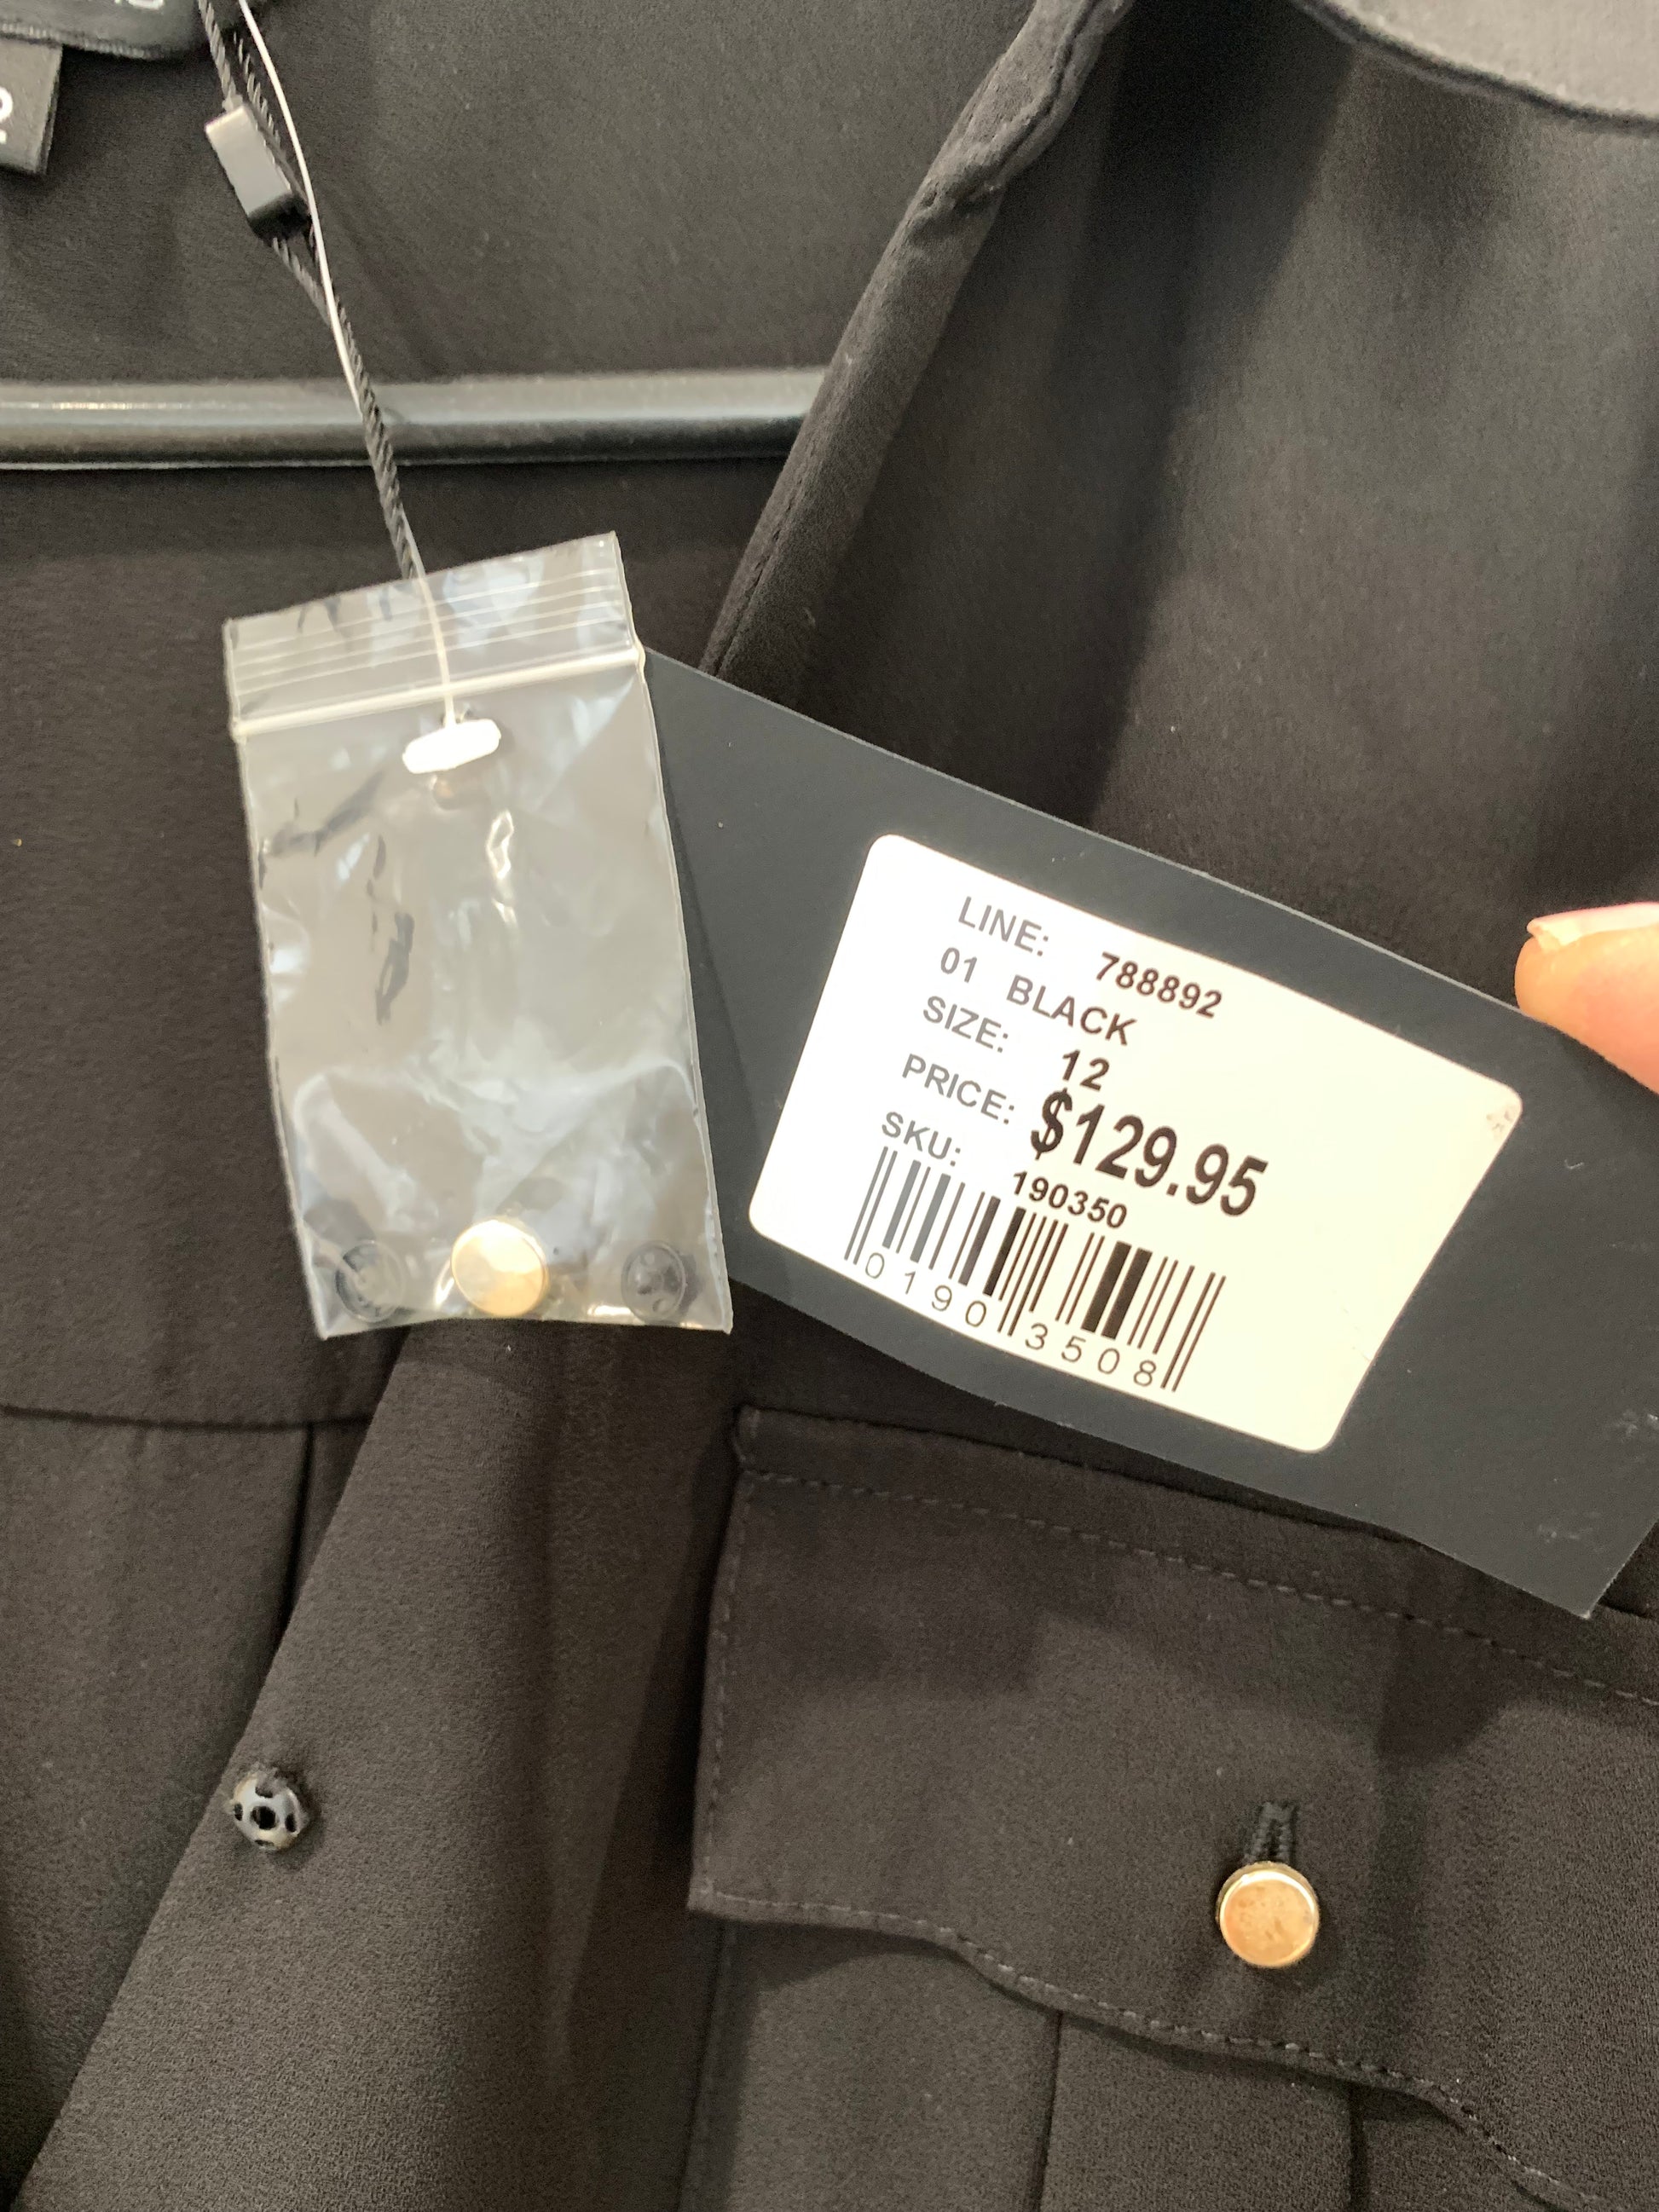 LINE: 788892
01 BLACK
SIZE: 12
PRICE: $129.95
SKU: 190350
0190 3508